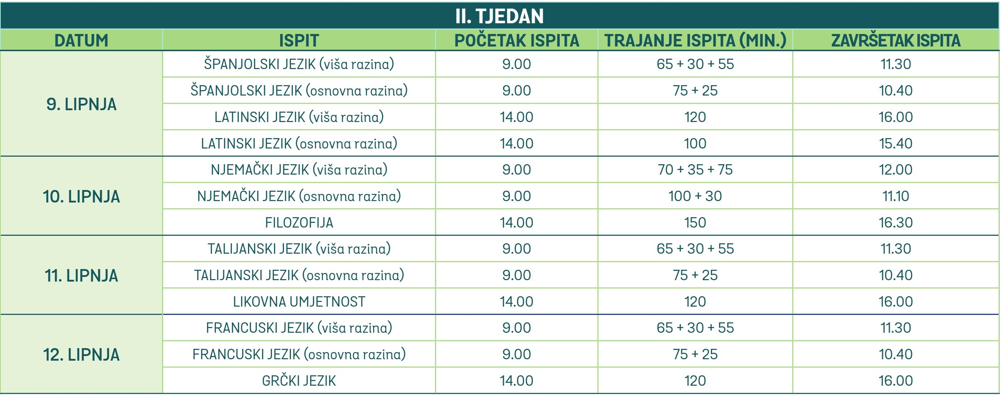 II. TJEDAN
DATUM ISPIT POČETAK ISPITA TRAJANJE ISPITA (MIN.) ZAVRŠETAK ISPITA
9. LIPNJA
ŠPANJOLSKI JEZIK (viša razina) 9.00 65 + 30 + 55 11.30
ŠPANJOLSKI JEZIK (osnovna razina) 9.00 75 + 25 10.40
LATINSKI JEZIK (viša razina) 14.00 120 16.00
LATINSKI JEZIK (osnovna razina) 14.00 100 15.40
10. LIPNJA
NJEMAČKI JEZIK (viša razina) 9.00 70 + 35 + 75 12.00
NJEMAČKI JEZIK (osnovna razina) 9.00 100 + 30 11.10
FILOZOFIJA 14.00 150 16.30
11. LIPNJA
TALIJANSKI JEZIK (viša razina) 9.00 65 + 30 + 55 11.30
TALIJANSKI JEZIK (osnovna razina) 9.00 75 + 25 10.40
LIKOVNA UMJETNOST 14.00 120 16.00
12. LIPNJA
FRANCUSKI JEZIK (viša razina) 9.00 65 + 30 + 55 11.30
FRANCUSKI JEZIK (osnovna razina) 9.00 75 + 25 10.40
GRČKI JEZIK 14.00 120 16.00